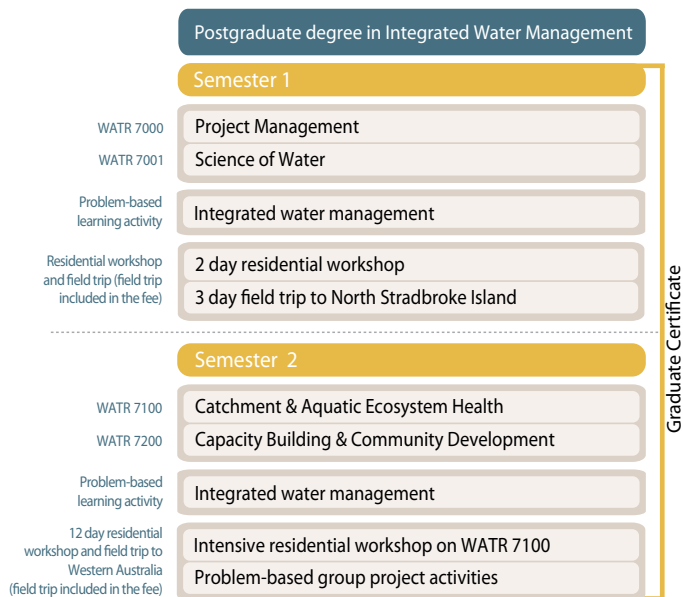 Postgraduate degree in Integrated Water Management
Semester 1
WATR 7000
Project Management
WATR 7001
Science of Water
Problem-based
learning activity
Integrated water management
Residential workshop
and field trip (field trip
included in the fee)
2 day residential workshop
3 day field trip to North Stradbroke Island
Graduate Certificate
Semester 2
WATR 7100
Catchment & Aquatic Ecosystem Health
WATR 7200
Capacity Building & Community Development
Problem-based
learning activity
Integrated water management
12 day residential
workshop and field trip to
Western Australia
(field trip included in the fee)
Intensive residential workshop on WATR 7100
Problem-based group project activities